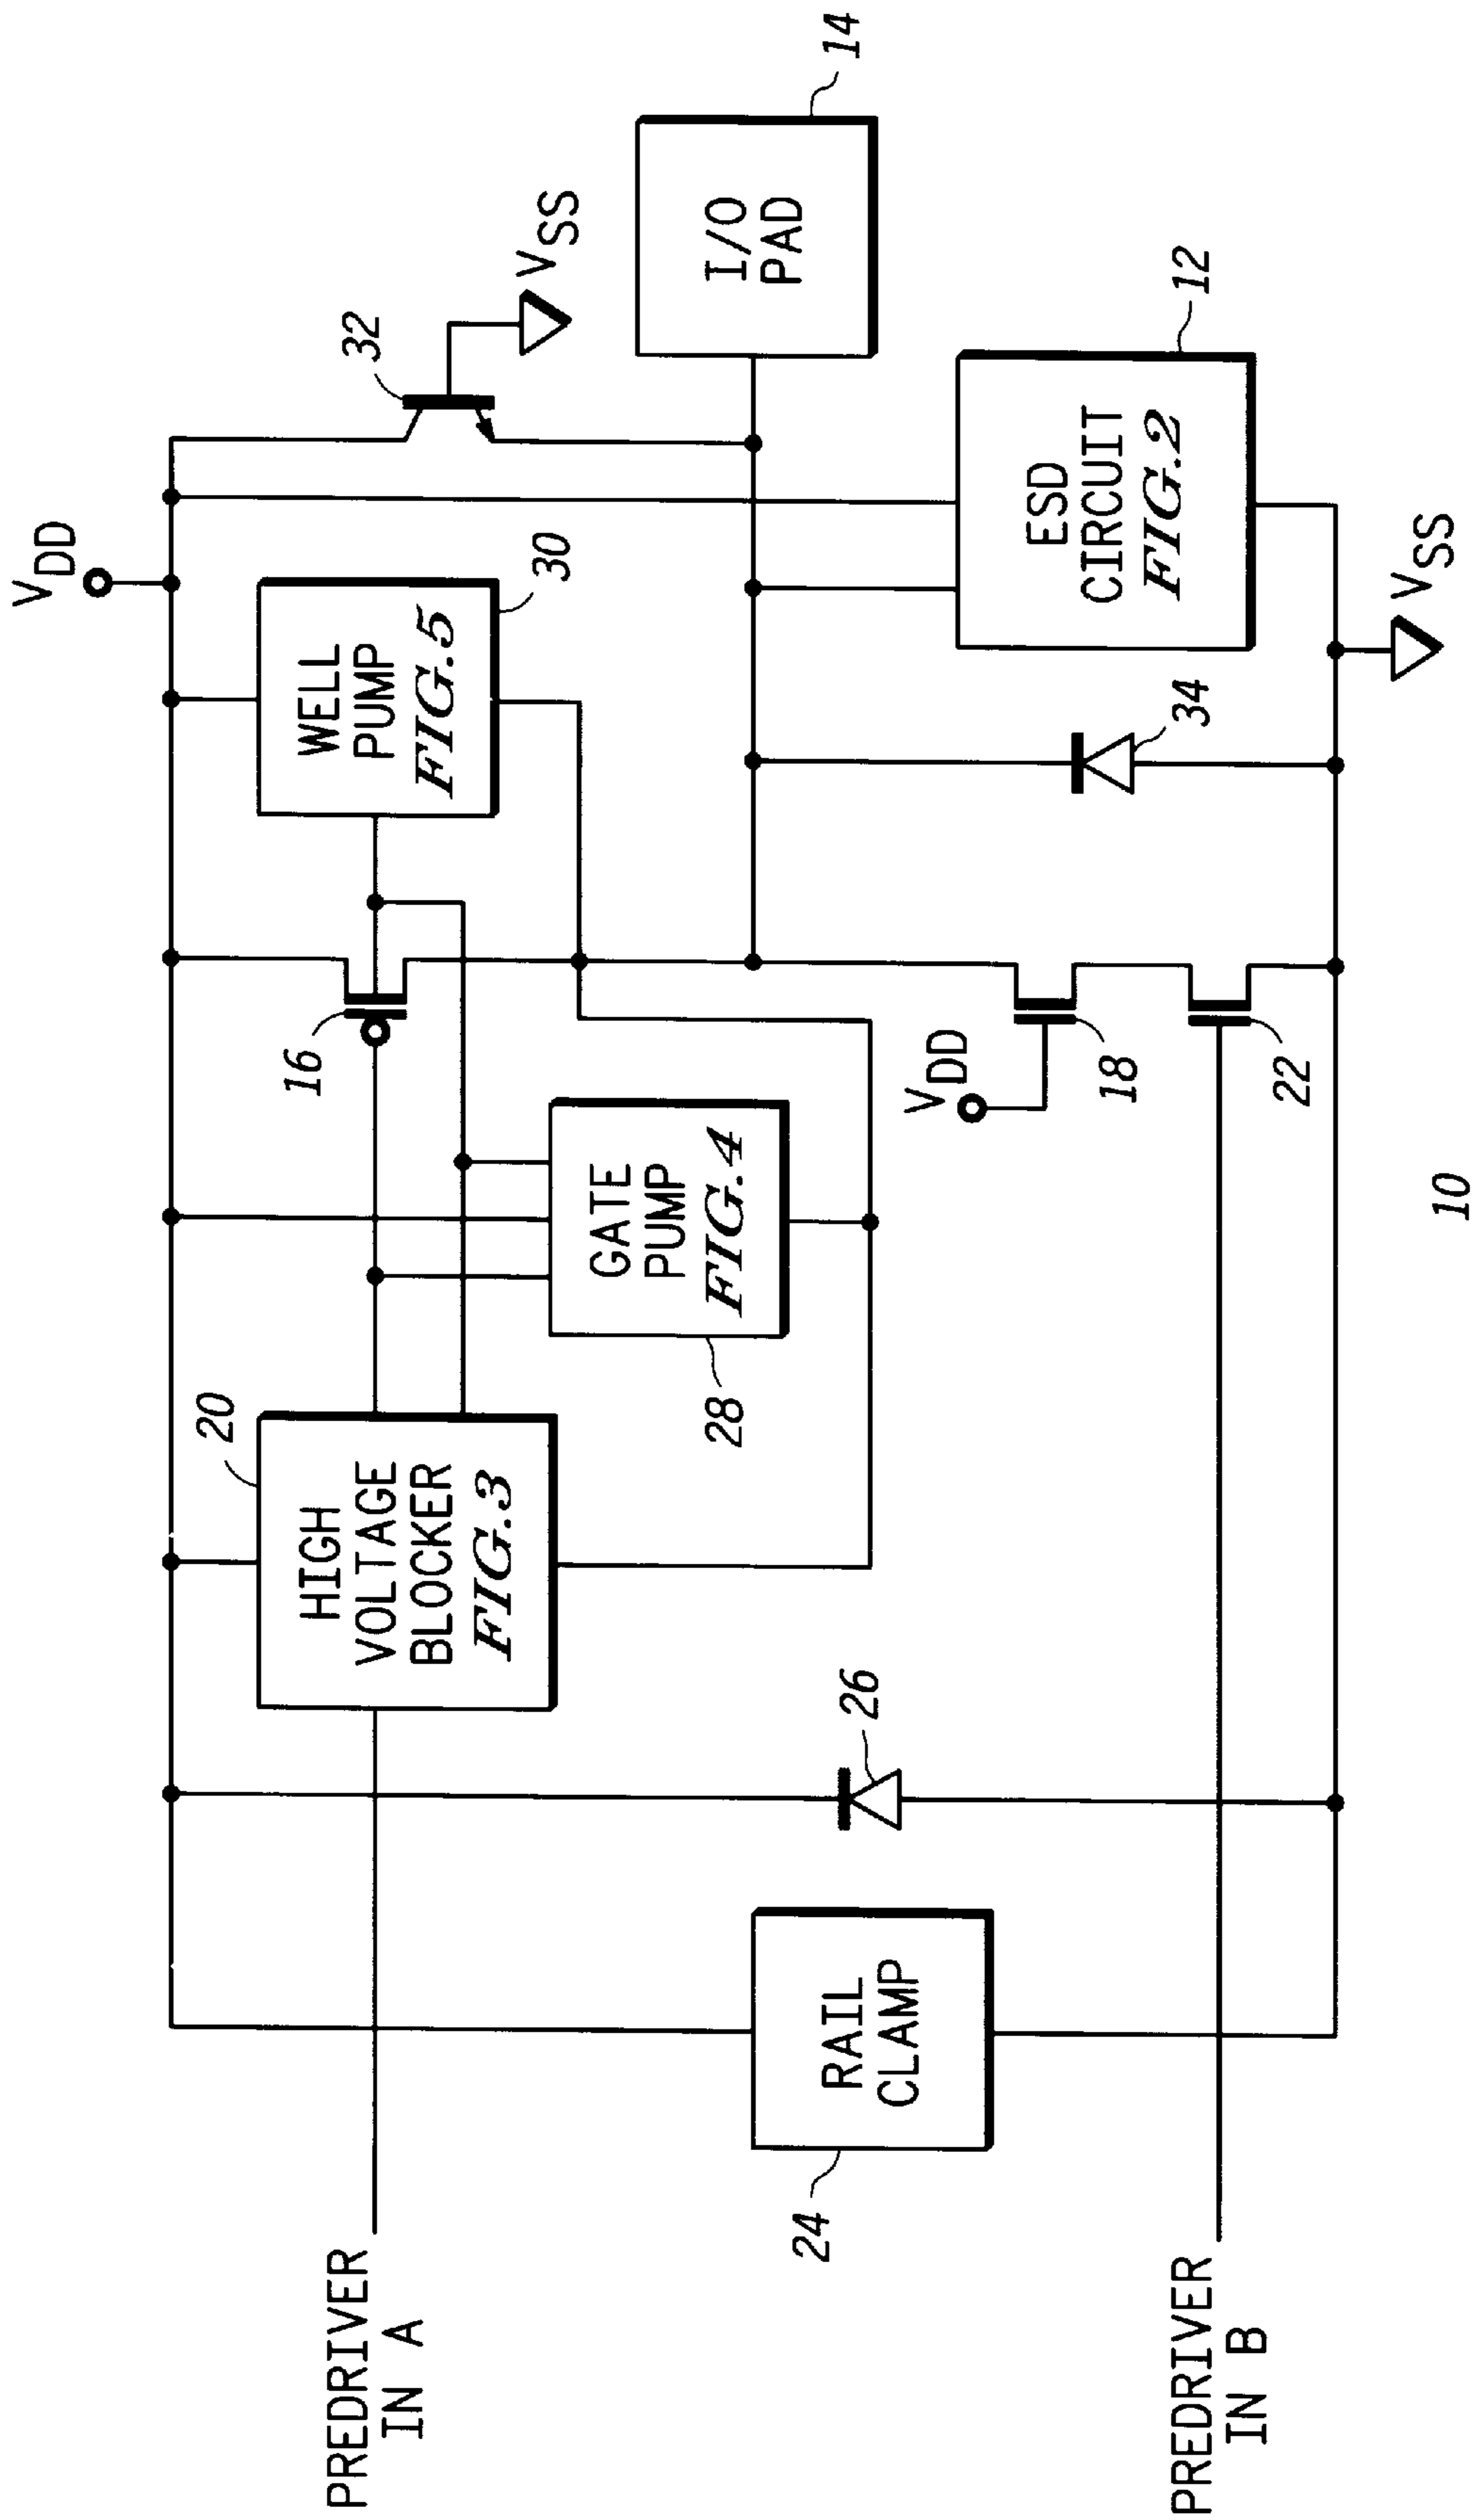 VDD
20
HIGH
VOLTAGE
BLOCKER
FIG.3
16
WELL
PUMP
FIG.5
30
32
VSS
PREDRIVER
IN A
28
GATE
PUMP
FIG.4
I/O
PAD
14
24
RAIL
CLAMP
26
VDD
18
34
ESD
CIRCUIT
FIG.2
12
PREDRIVER
IN B
22
VSS
10